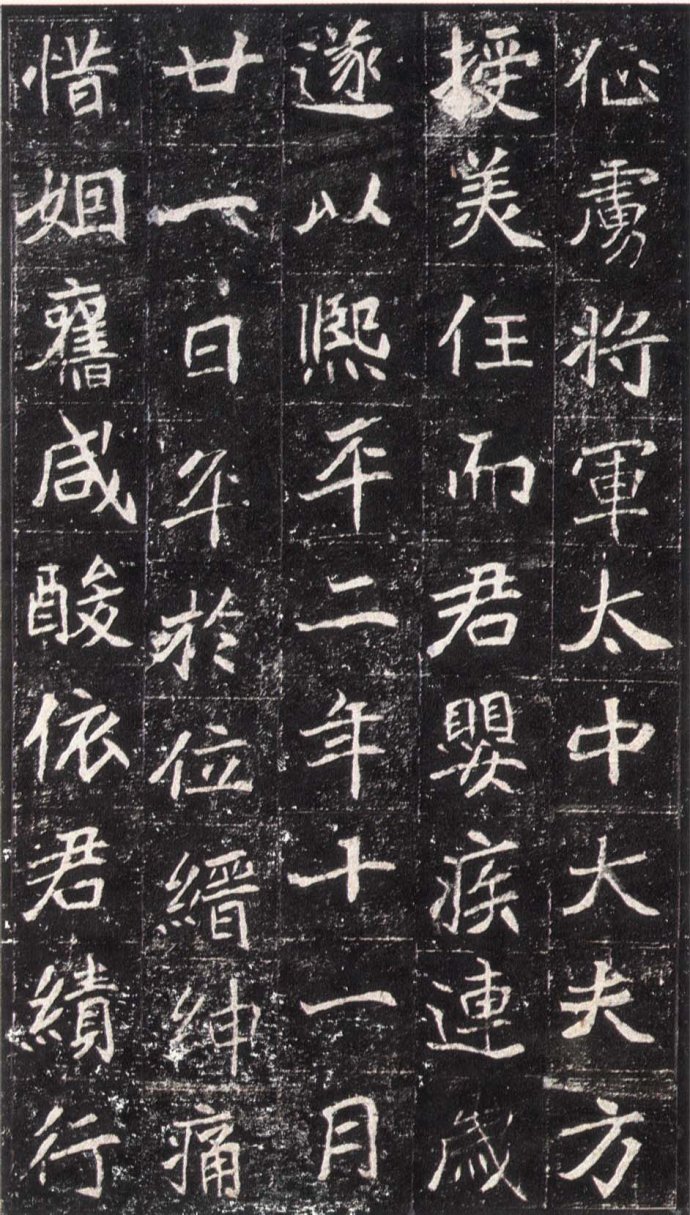 征虜將軍太中大夫方
授美任而君嬰疾連歲
遂以熙平二年十一月
廿一日卒於位縉紳痛
惜姻舊咸酸依君績行